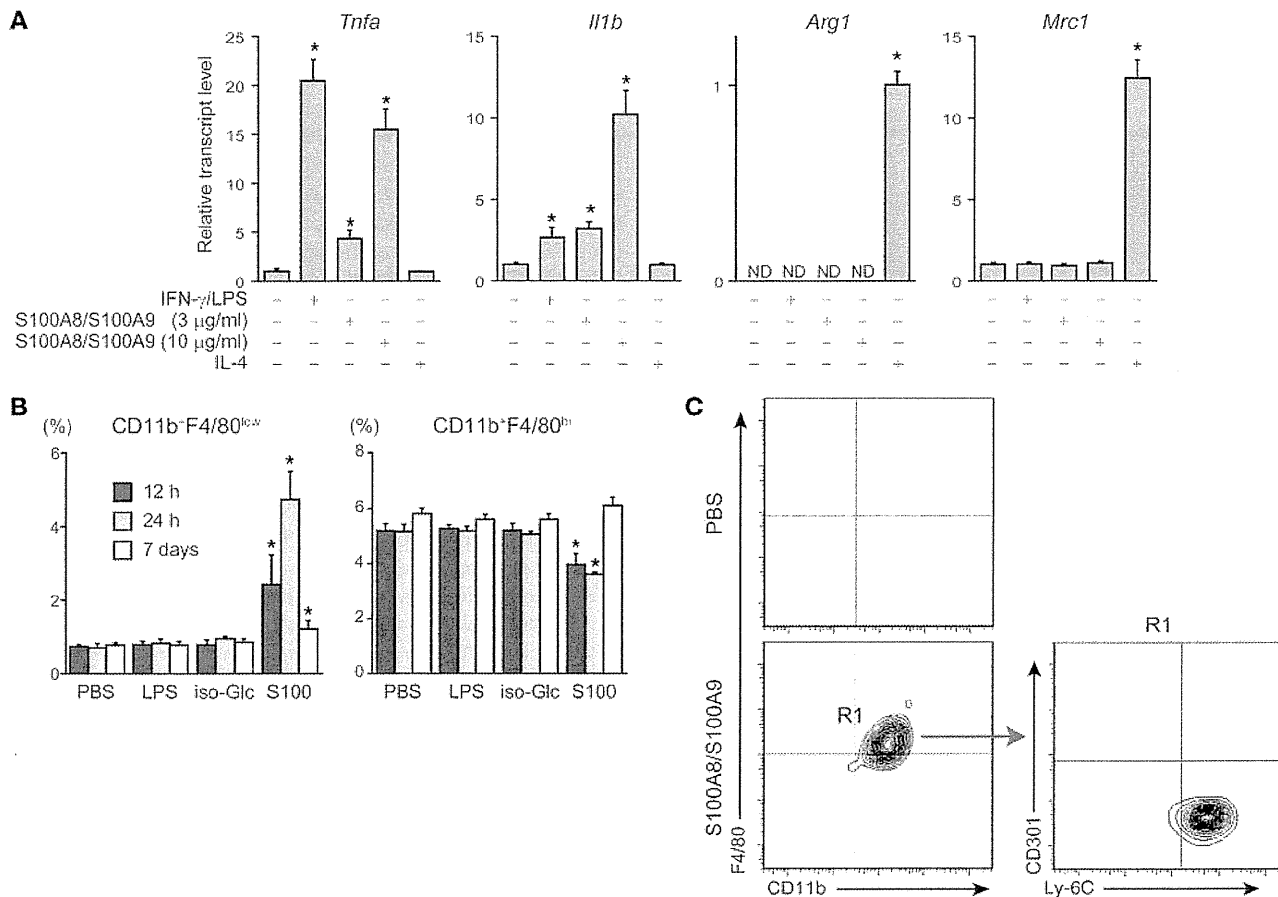 A
Tnfa
Il1b
Arg1
Mrc1
Relative transcript level
25
20
15
10
5
0
15
10
5
0
1
0
ND ND ND ND
15
10
5
0
* * *
* * *
*
*
IFN-γ/LPS − + − − − − + − − − − + − − − − + − − −
S100A8/S100A9 (3 μg/ml) − − + − − − − + − − − − + − − − − + − −
S100A8/S100A9 (10 μg/ml) − − − + − − − − + − − − − + − − − − + −
IL-4 − − − − + − − − − + − − − − + − − − − +
B
(%) CD11b+F4/80low
6
4
2
0
12 h
24 h
7 days
* * *
PBS LPS iso-Glc S100
(%) CD11b+F4/80hi
8
6
4
2
0
* *
PBS LPS iso-Glc S100
C
PBS
S100A8/S100A9
F4/80
CD11b
R1
R1
CD301
Ly-6C